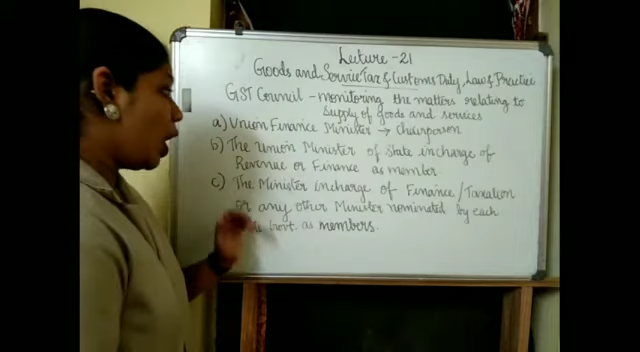 Lecture - 21
Goods and Service Tax & Customs Duty Law & Practice
GST Council - monitoring the matters relating to
Supply of goods and services
a) Union Finance Minister → Chairperson
b) The Union Minister of State incharge of
Revenue or Finance as member
c) The Minister incharge of Finance/Taxation
or any other Minister nominated by each
Govt. as members.